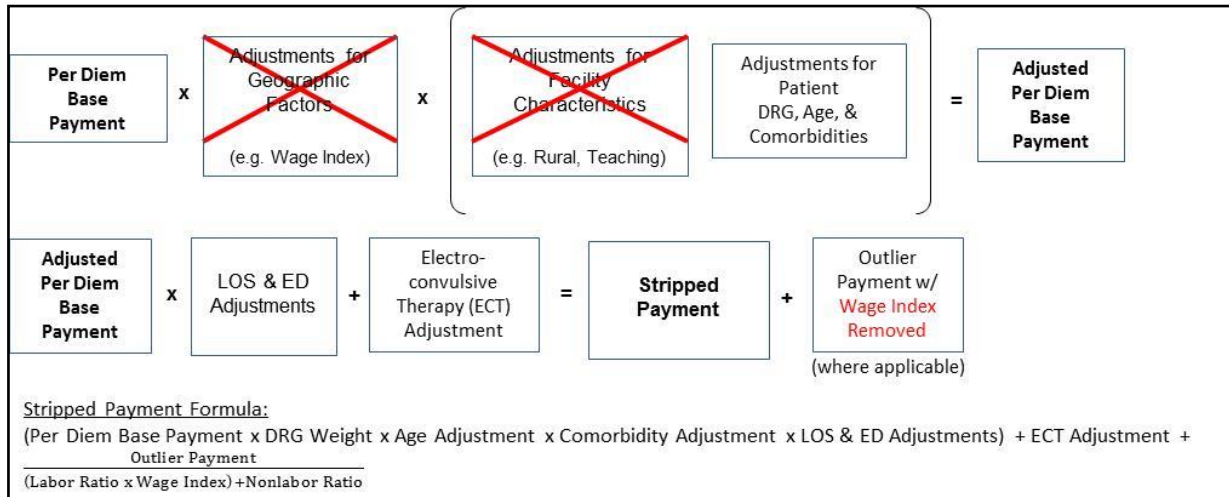 Per Diem
Base
Payment
x
Adjustments for
Geographic
Factors
(e.g. Wage Index)
x
Adjustments for
Facility
Characteristics
(e.g. Rural, Teaching)
Adjustments for
Patient
DRG, Age, &
Comorbidities
=
Adjusted
Per Diem
Base
Payment
Adjusted
Per Diem
Base
Payment
x
LOS & ED
Adjustments
+
Electro-
convulsive
Therapy (ECT)
Adjustment
=
Stripped
Payment
+
Outlier
Payment w/
Wage Index
Removed
(where applicable)
Stripped Payment Formula:
(Per Diem Base Payment x DRG Weight x Age Adjustment x Comorbidity Adjustment x LOS & ED Adjustments) + ECT Adjustment +
Outlier Payment
(Labor Ratio x Wage Index)+Nonlabor Ratio